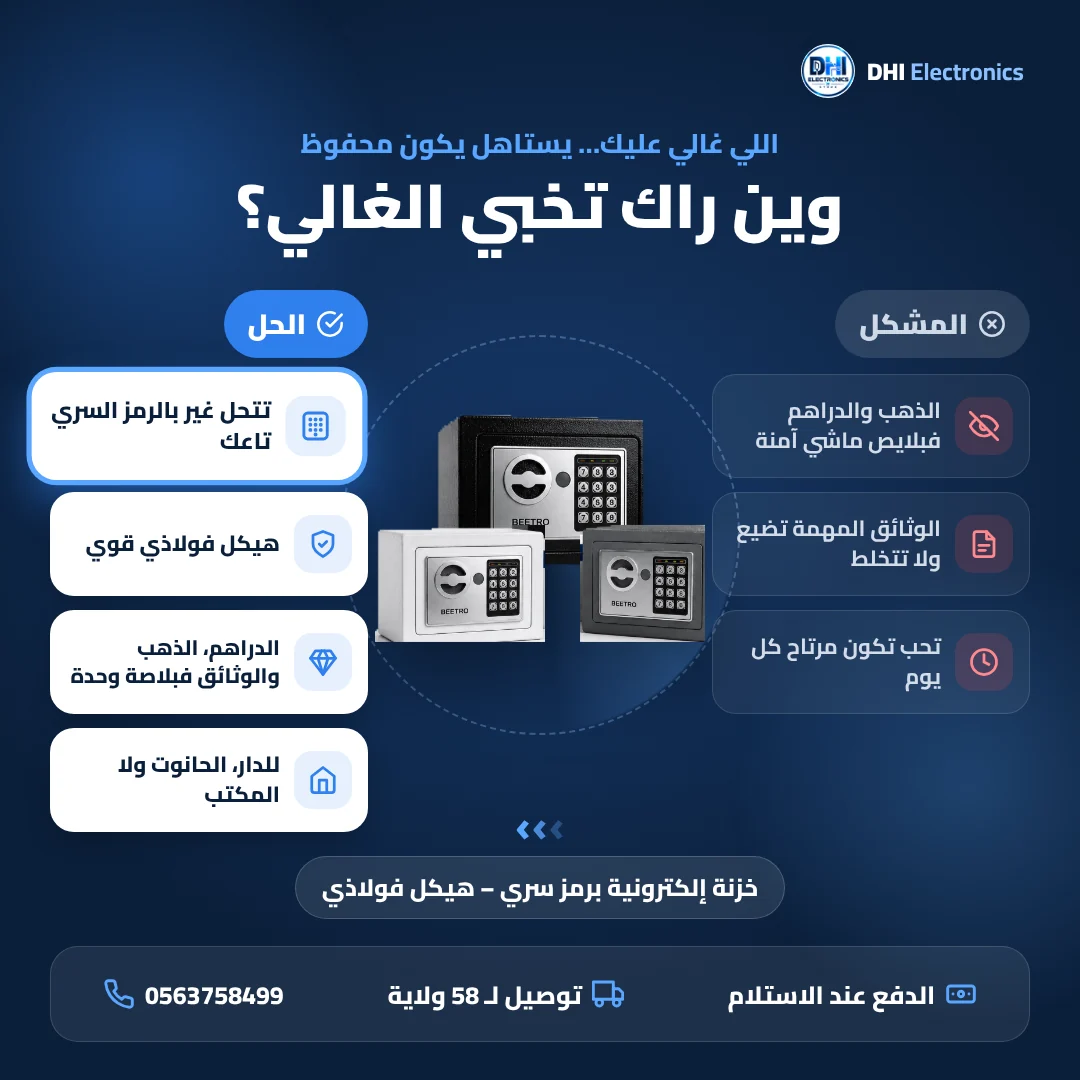 DHI ELECTRONICS
DHI Electronics
اللي غالي عليك... يستاهل يكون محفوظ
وين راك تخبي الغالي؟
المشكل
الذهب والدراهم
فبلايص ماشي آمنة
الوثائق المهمة تضيع
ولا تتخلط
تحب تكون مرتاح كل
يوم
الحل
تتحل غير بالرمز السري
تاعك
هيكل فولاذي قوي
الدراهم، الذهب
والوثائق فبلاصة وحدة
للدار، الحانوت ولا
المكتب
BEETRO
BEETRO
BEETRO
خزنة إلكترونية برمز سري – هيكل فولاذي
الدفع عند الاستلام
توصيل لـ 58 ولاية
0563758499